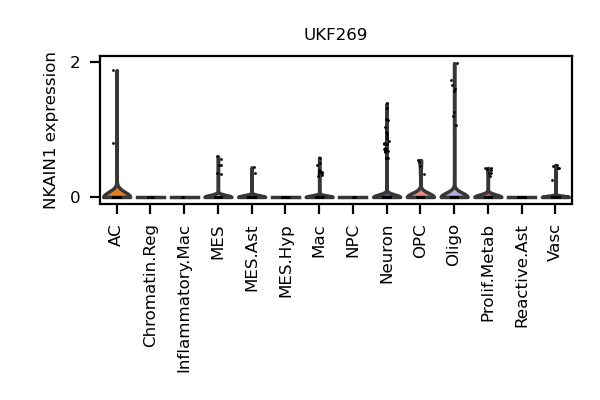 UKF269
NKAIN1 expression
2
0
AC
Chromatin.Reg
Inflammatory.Mac
MES
MES.Ast
MES.Hyp
Mac
NPC
Neuron
OPC
Oligo
Prolif.Metab
Reactive.Ast
Vasc